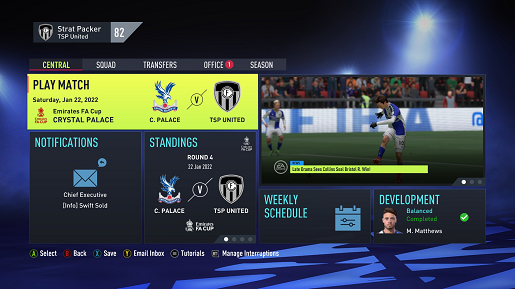 Strat Packer
TSP United
82
CENTRAL
SQUAD
TRANSFERS
OFFICE 1
SEASON
PLAY MATCH
Saturday, Jan 22, 2022
Emirates FA Cup
CRYSTAL PALACE
C. PALACE
V
TSP UNITED
NOTIFICATIONS
Chief Executive
[Info] Swift Sold
STANDINGS
ROUND 4
22 Jan 2022
C. PALACE
V
TSP UNITED
Emirates
FA CUP
Late Drama Sees Collins Seal Bristol R. Win!
WEEKLY
SCHEDULE
DEVELOPMENT
Balanced
Completed
M. Matthews
A Select
B Back
X Save
Y Email Inbox
Tutorials
RT Manage Interruptions